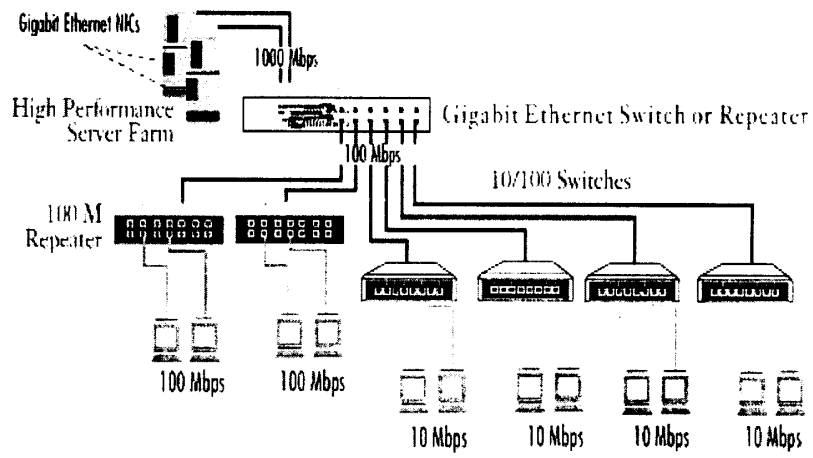 Gigabit Ethernet NICs
1000 Mbps
High Performance
Server Farm
Gigabit Ethernet Switch or Repeater
100 Mbps
10/100 Switches
100 M
Repeater
100 Mbps
100 Mbps
10 Mbps
10 Mbps
10 Mbps
10 Mbps